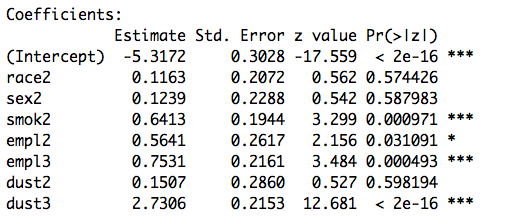 Coefficients:
Estimate Std. Error z value Pr(>|z|)
(Intercept) -5.3172 0.3028 -17.559 < 2e-16 ***
race2 0.1163 0.2072 0.562 0.574426
sex2 0.1239 0.2288 0.542 0.587983
smok2 0.6413 0.1944 3.299 0.000971 ***
empl2 0.5641 0.2617 2.156 0.031091 *
empl3 0.7531 0.2161 3.484 0.000493 ***
dust2 0.1507 0.2860 0.527 0.598194
dust3 2.7306 0.2153 12.681 < 2e-16 ***